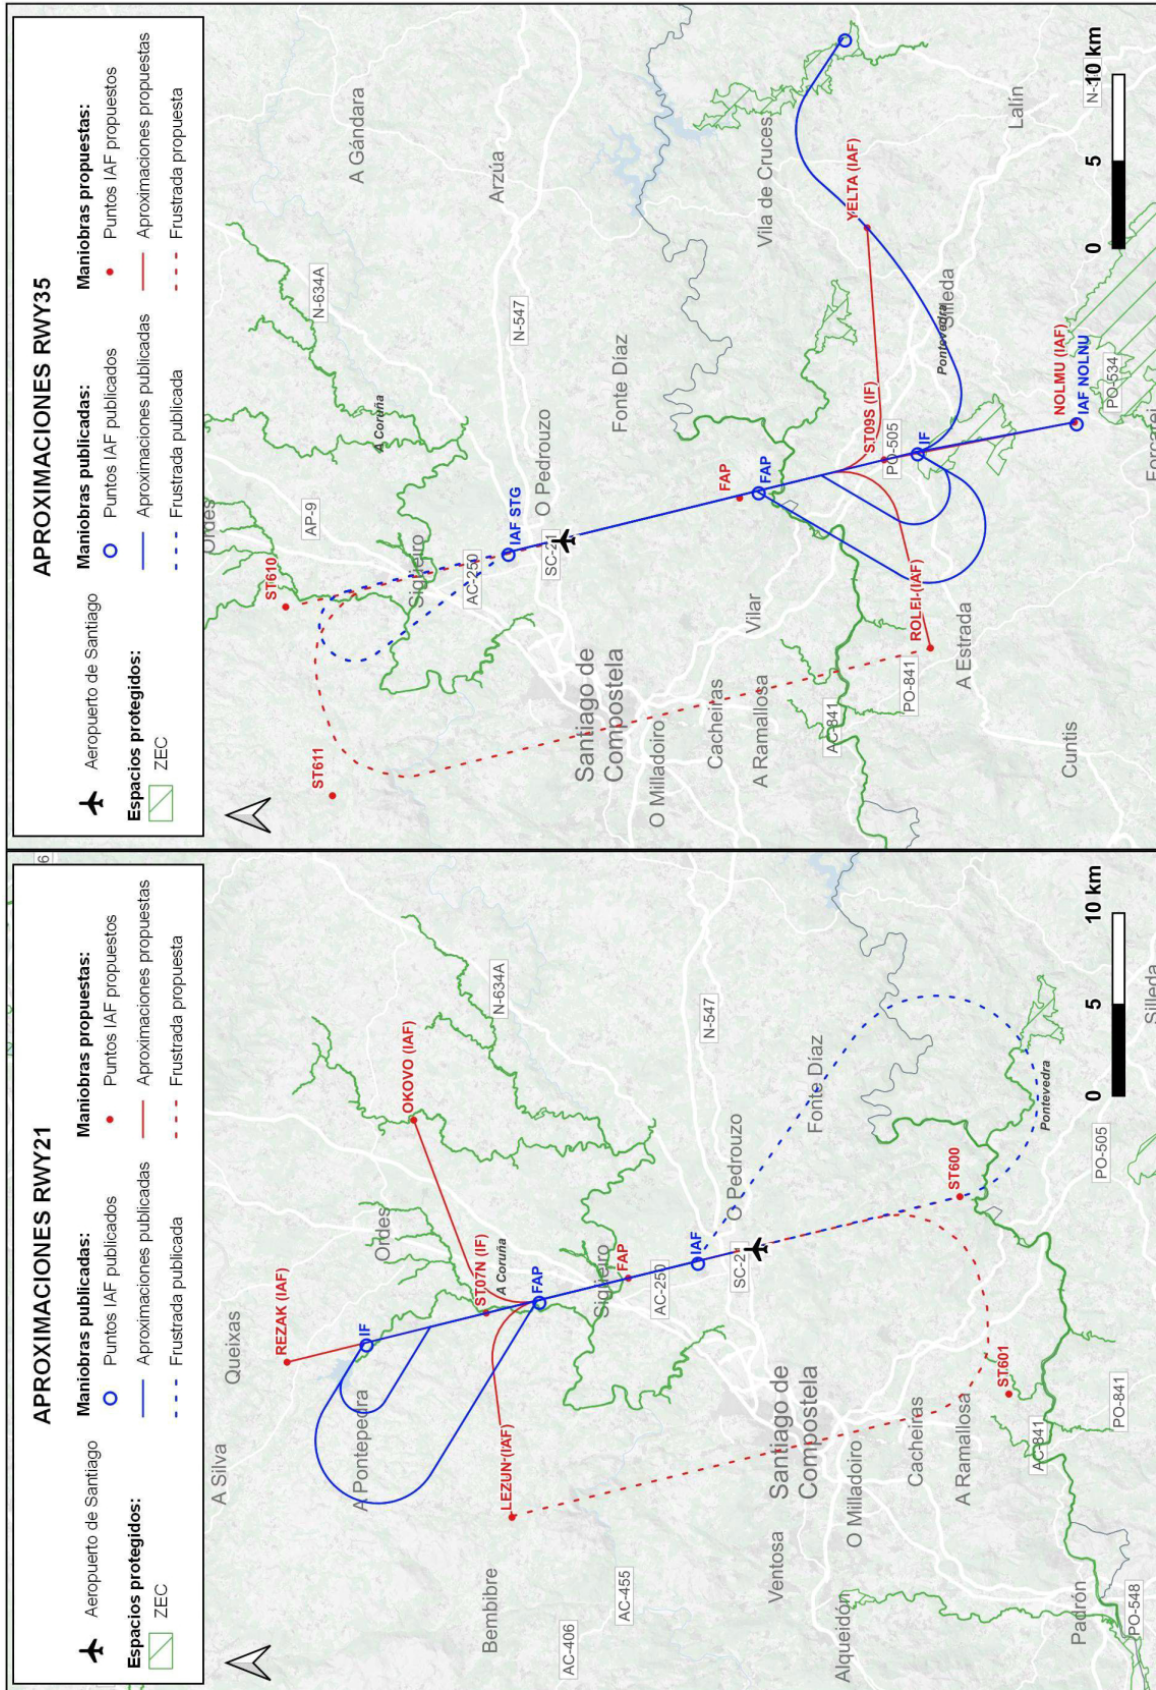 APROXIMACIONES RWY21
Aeropuerto de Santiago
Espacios protegidos:
ZEC
Maniobras publicadas:
Puntos IAF publicados
Aproximaciones publicadas
Frustrada publicada
Maniobras propuestas:
Puntos IAF propuestos
Aproximaciones propuestas
Frustrada propuesta
A Silva
Queixas
REZAK (IAF)
IF
A Pontepedra
Ordes
OKOVO (IAF)
N-634A
ST07N (IF)
A Coruña
LEZUN (IAF)
FAP
Bembibre
Sigüeiro
FAP
AC-250
AC-455
AC-406
IAF
N-547
O Pedrouzo
SC-21
Fonte Díaz
Santiago de
Compostela
Ventosa
O Milladoiro
Alqueidón
Cacheiras
A Ramallosa
ST600
ST601
AC-841
Pontevedra
PO-505
PO-841
Padrón
PO-548
Silleda
0
5
10 km
APROXIMACIONES RWY35
Aeropuerto de Santiago
Espacios protegidos:
ZEC
Maniobras publicadas:
Puntos IAF publicados
Aproximaciones publicadas
Frustrada publicada
Maniobras propuestas:
Puntos IAF propuestos
Aproximaciones propuestas
Frustrada propuesta
Ordes
AP-9
ST610
ST611
A Coruña
N-634A
A Gándara
Sigüeiro
AC-250
IAF STG
N-547
Arzúa
O Pedrouzo
SC-21
Santiago de
Compostela
Fonte Díaz
O Milladoiro
Cacheiras
A Ramallosa
Vilar
FAP
FAP
Vila de Cruces
YELTA (IAF)
AC-841
PO-841
ROLEI (IAF)
ST09S (IF)
PO-505
IF
Pontevedra
Silleda
A Estrada
Lalín
Cuntis
NOLMU (IAF)
IAF NOLNU
PO-534
Forcarei
0
5
10 km